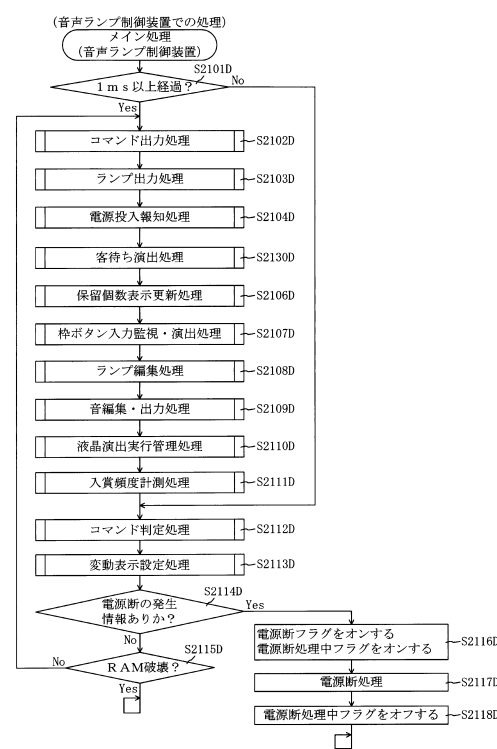 (音声ランプ制御装置での処理)
メイン処理
(音声ランプ制御装置)
S2101D
1ms以上経過?
No
Yes
コマンド出力処理
S2102D
ランプ出力処理
S2103D
電源投入報知処理
S2104D
客待ち演出処理
S2130D
保留個数表示更新処理
S2106D
枠ボタン入力監視・演出処理
S2107D
ランプ編集処理
S2108D
音編集・出力処理
S2109D
液晶演出実行管理処理
S2110D
入賞頻度計測処理
S2111D
コマンド判定処理
S2112D
変動表示設定処理
S2113D
S2114D
電源断の発生
情報ありか?
Yes
No
S2115D
RAM破壊?
No
Yes
電源断フラグをオンする
電源断処理中フラグをオンする
S2116D
電源断処理
S2117D
電源断処理中フラグをオフする
S2118D